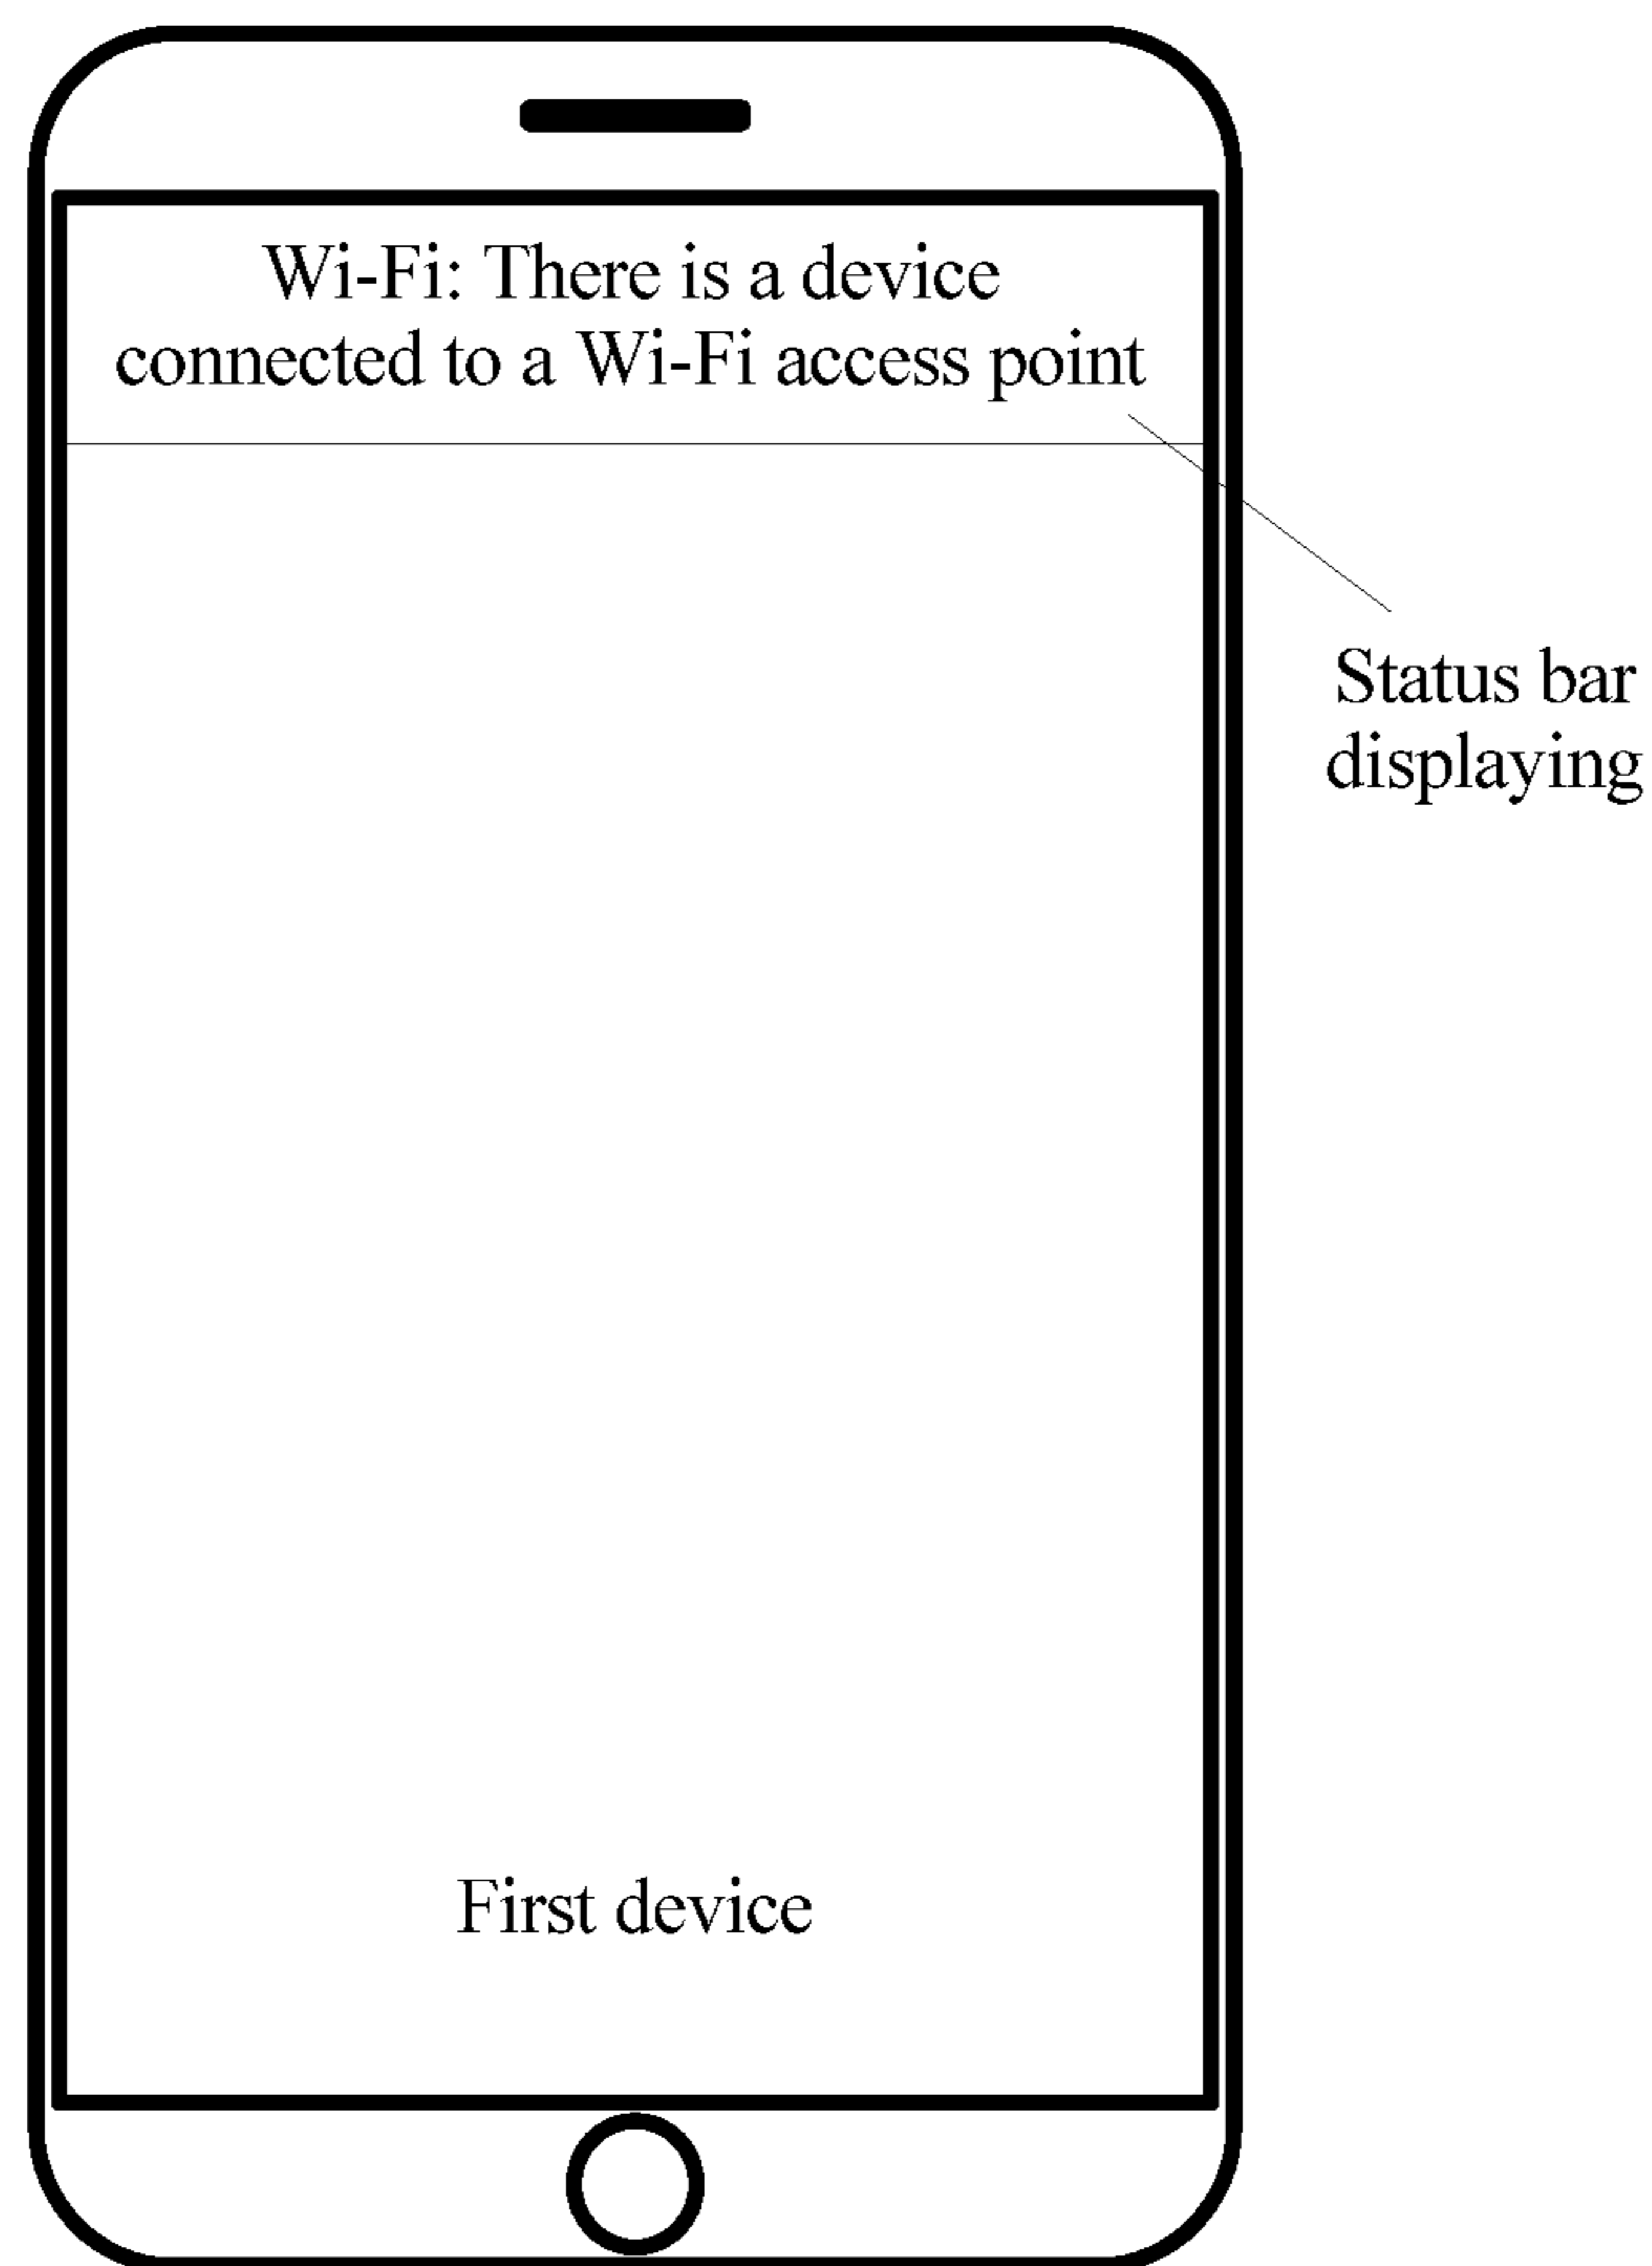 Wi-Fi: There is a device
connected to a Wi-Fi access point
Status bar
displaying
First device